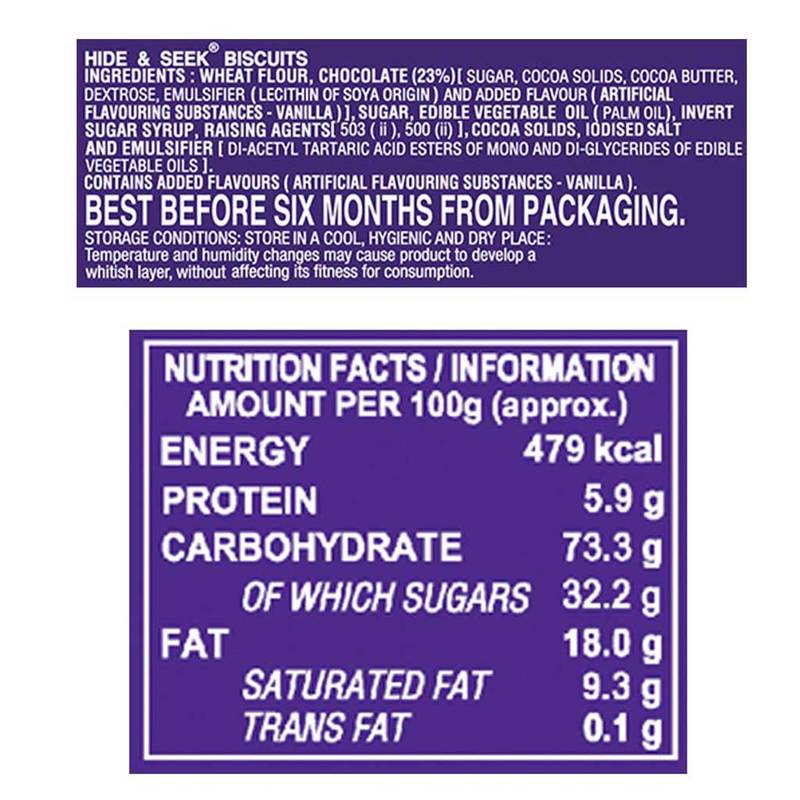 HIDE & SEEK® BISCUITS
INGREDIENTS : WHEAT FLOUR, CHOCOLATE (23%)[ SUGAR, COCOA SOLIDS, COCOA BUTTER,
DEXTROSE, EMULSIFIER ( LECITHIN OF SOYA ORIGIN ) AND ADDED FLAVOUR ( ARTIFICIAL
FLAVOURING SUBSTANCES - VANILLA ) ], SUGAR, EDIBLE VEGETABLE OIL ( PALM OIL), INVERT
SUGAR SYRUP, RAISING AGENTS[ 503 ( ii ), 500 (ii) ], COCOA SOLIDS, IODISED SALT
AND EMULSIFIER [ DI-ACETYL TARTARIC ACID ESTERS OF MONO AND DI-GLYCERIDES OF EDIBLE
VEGETABLE OILS ].
CONTAINS ADDED FLAVOURS ( ARTIFICIAL FLAVOURING SUBSTANCES - VANILLA ).
BEST BEFORE SIX MONTHS FROM PACKAGING.
STORAGE CONDITIONS: STORE IN A COOL, HYGIENIC AND DRY PLACE:
Temperature and humidity changes may cause product to develop a
whitish layer, without affecting its fitness for consumption.
NUTRITION FACTS / INFORMATION
AMOUNT PER 100g (approx.)
ENERGY 479 kcal
PROTEIN 5.9 g
CARBOHYDRATE 73.3 g
OF WHICH SUGARS 32.2 g
FAT 18.0 g
SATURATED FAT 9.3 g
TRANS FAT 0.1 g